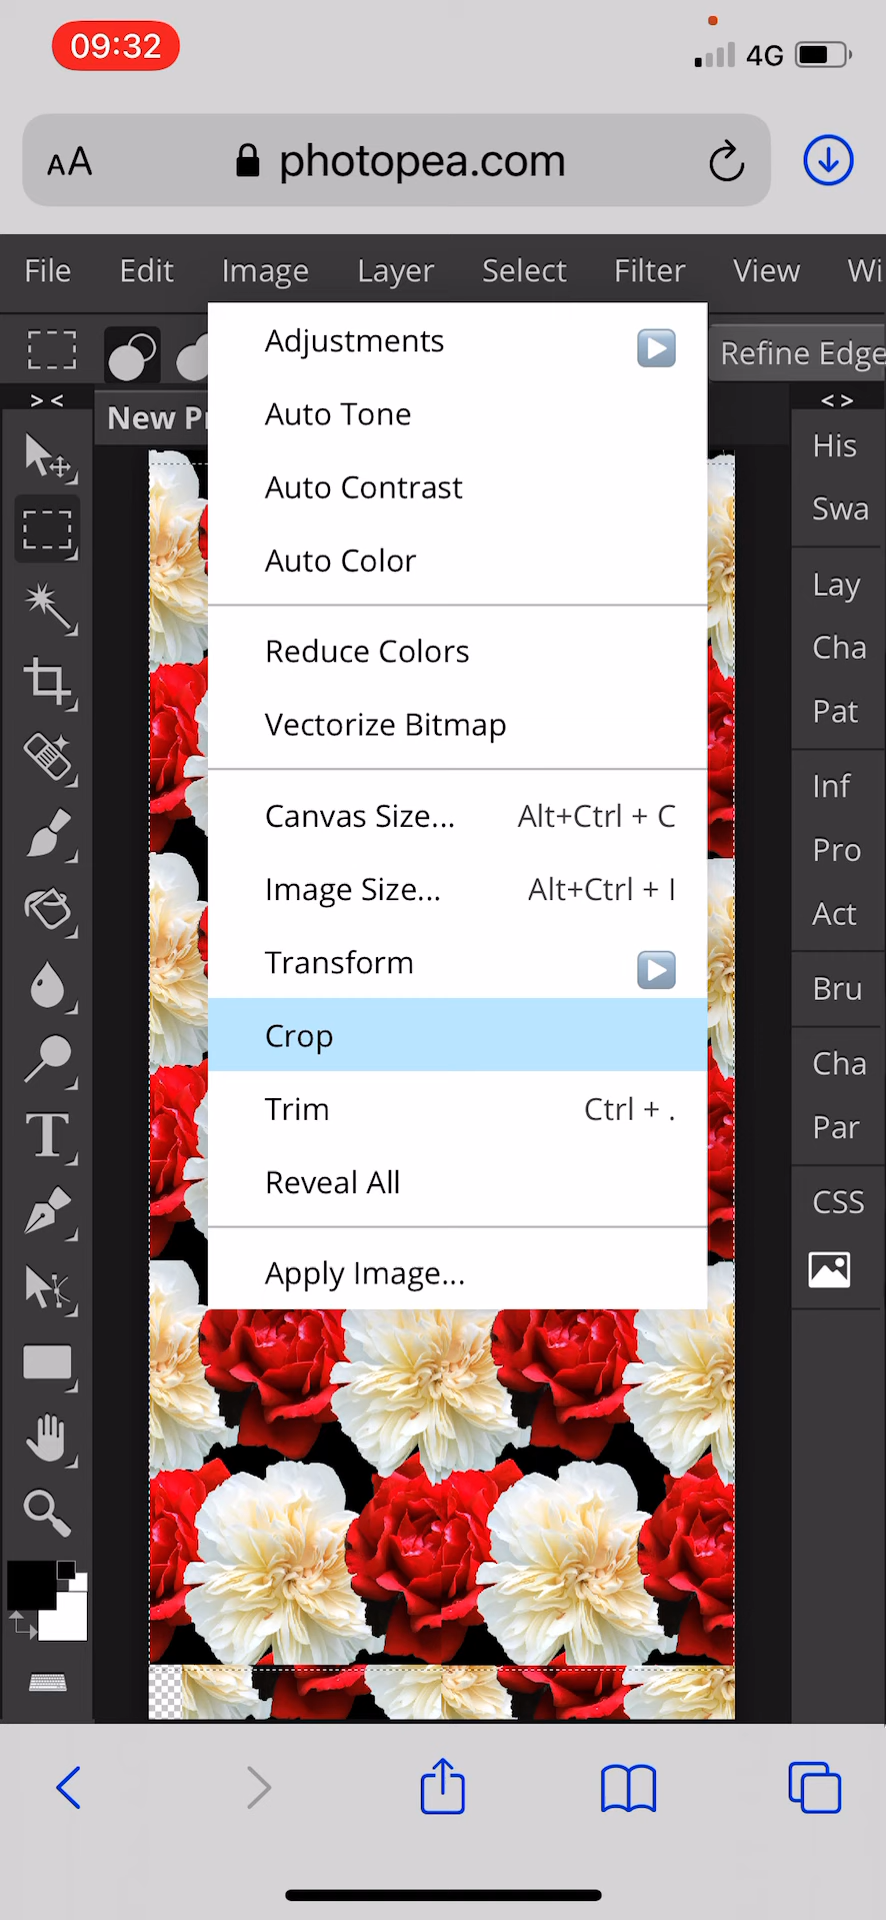 09:32
4G
AA photopea.com
File Edit Image Layer Select Filter View Wi
Adjustments
Refine Edge
> < < >
New Pr
Auto Tone
His
Auto Contrast
Swa
Auto Color
Lay
Reduce Colors
Cha
Pat
Vectorize Bitmap
Inf
Canvas Size... Alt+Ctrl + C
Pro
Image Size... Alt+Ctrl + I
Act
Transform
Bru
Crop
Cha
Trim Ctrl + .
Par
Reveal All
CSS
Apply Image...